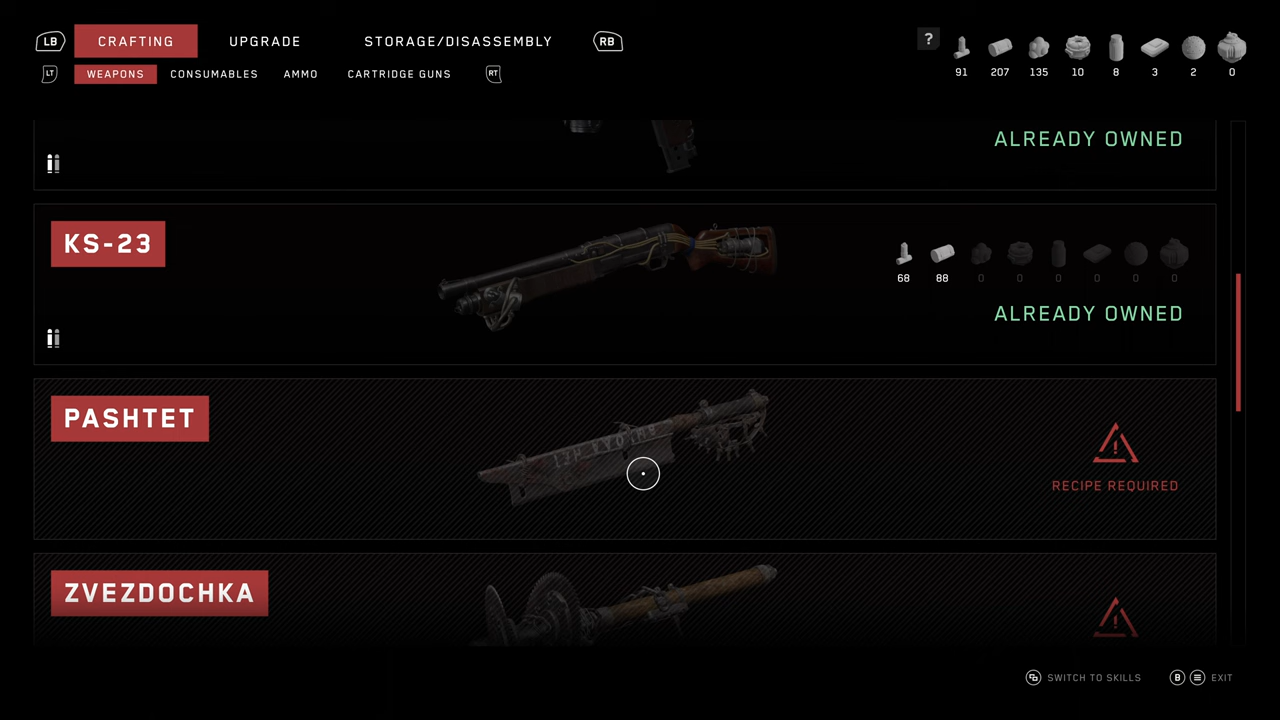 LB CRAFTING UPGRADE STORAGE/DISASSEMBLY RB ?
LT WEAPONS CONSUMABLES AMMO CARTRIDGE GUNS RT
91 207 135 10 8 3 2 0
ALREADY OWNED
KS-23
68 88 0 0 0 0 0 0
ALREADY OWNED
PASHTET
RECIPE REQUIRED
ZVEZDOCHKA
SWITCH TO SKILLS B EXIT